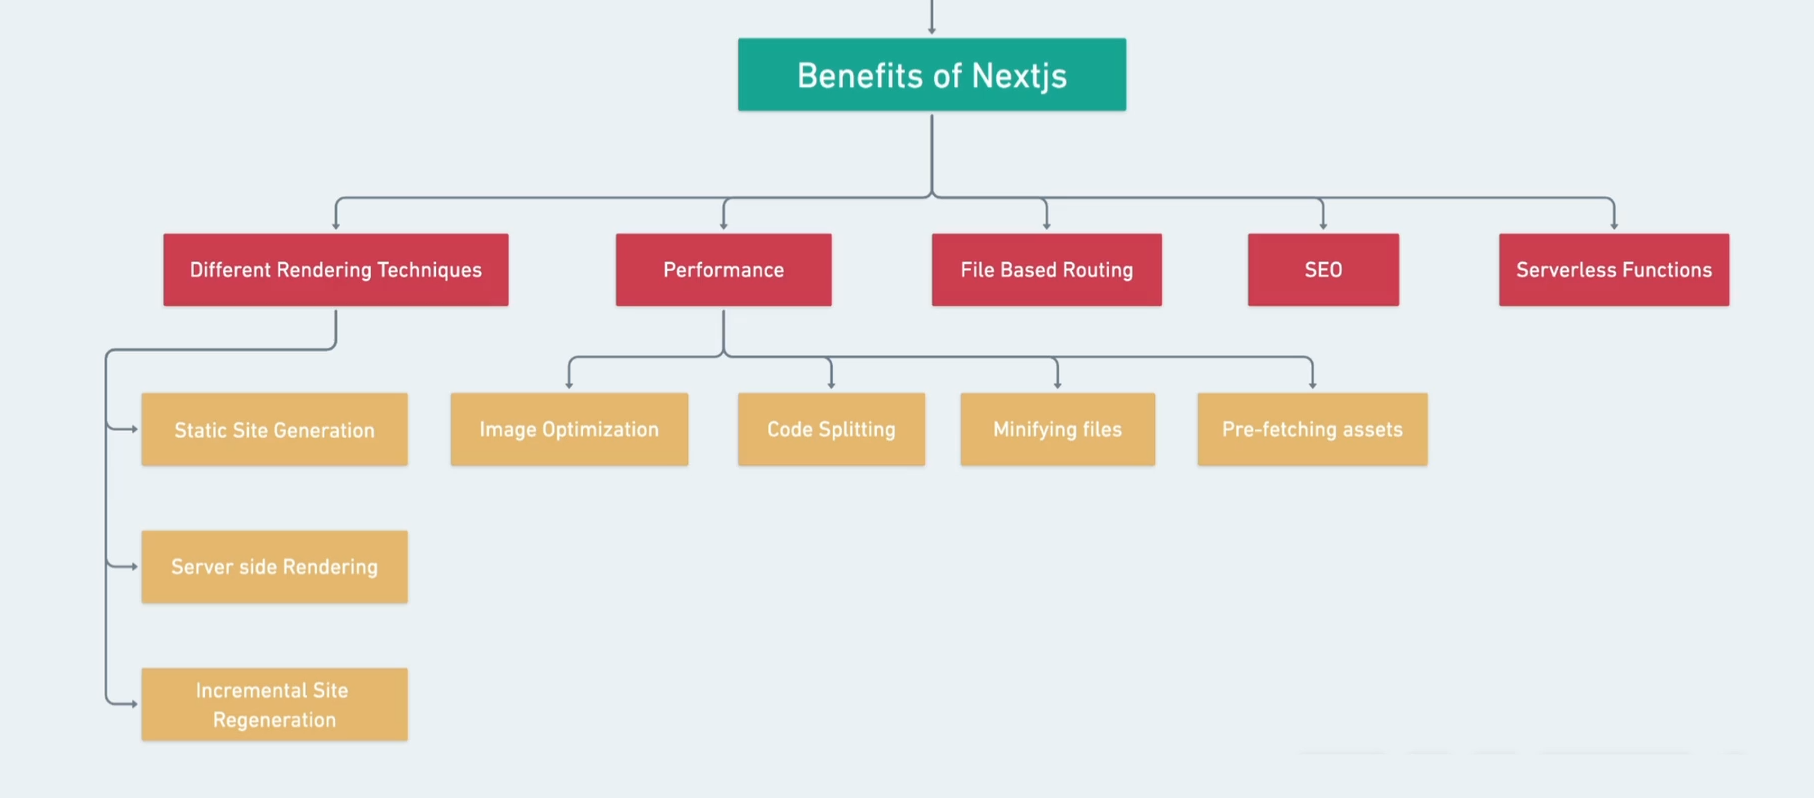 Benefits of Nextjs
Different Rendering Techniques
Performance
File Based Routing
SEO
Serverless Functions
Static Site Generation
Image Optimization
Code Splitting
Minifying files
Pre-fetching assets
Server side Rendering
Incremental Site
Regeneration